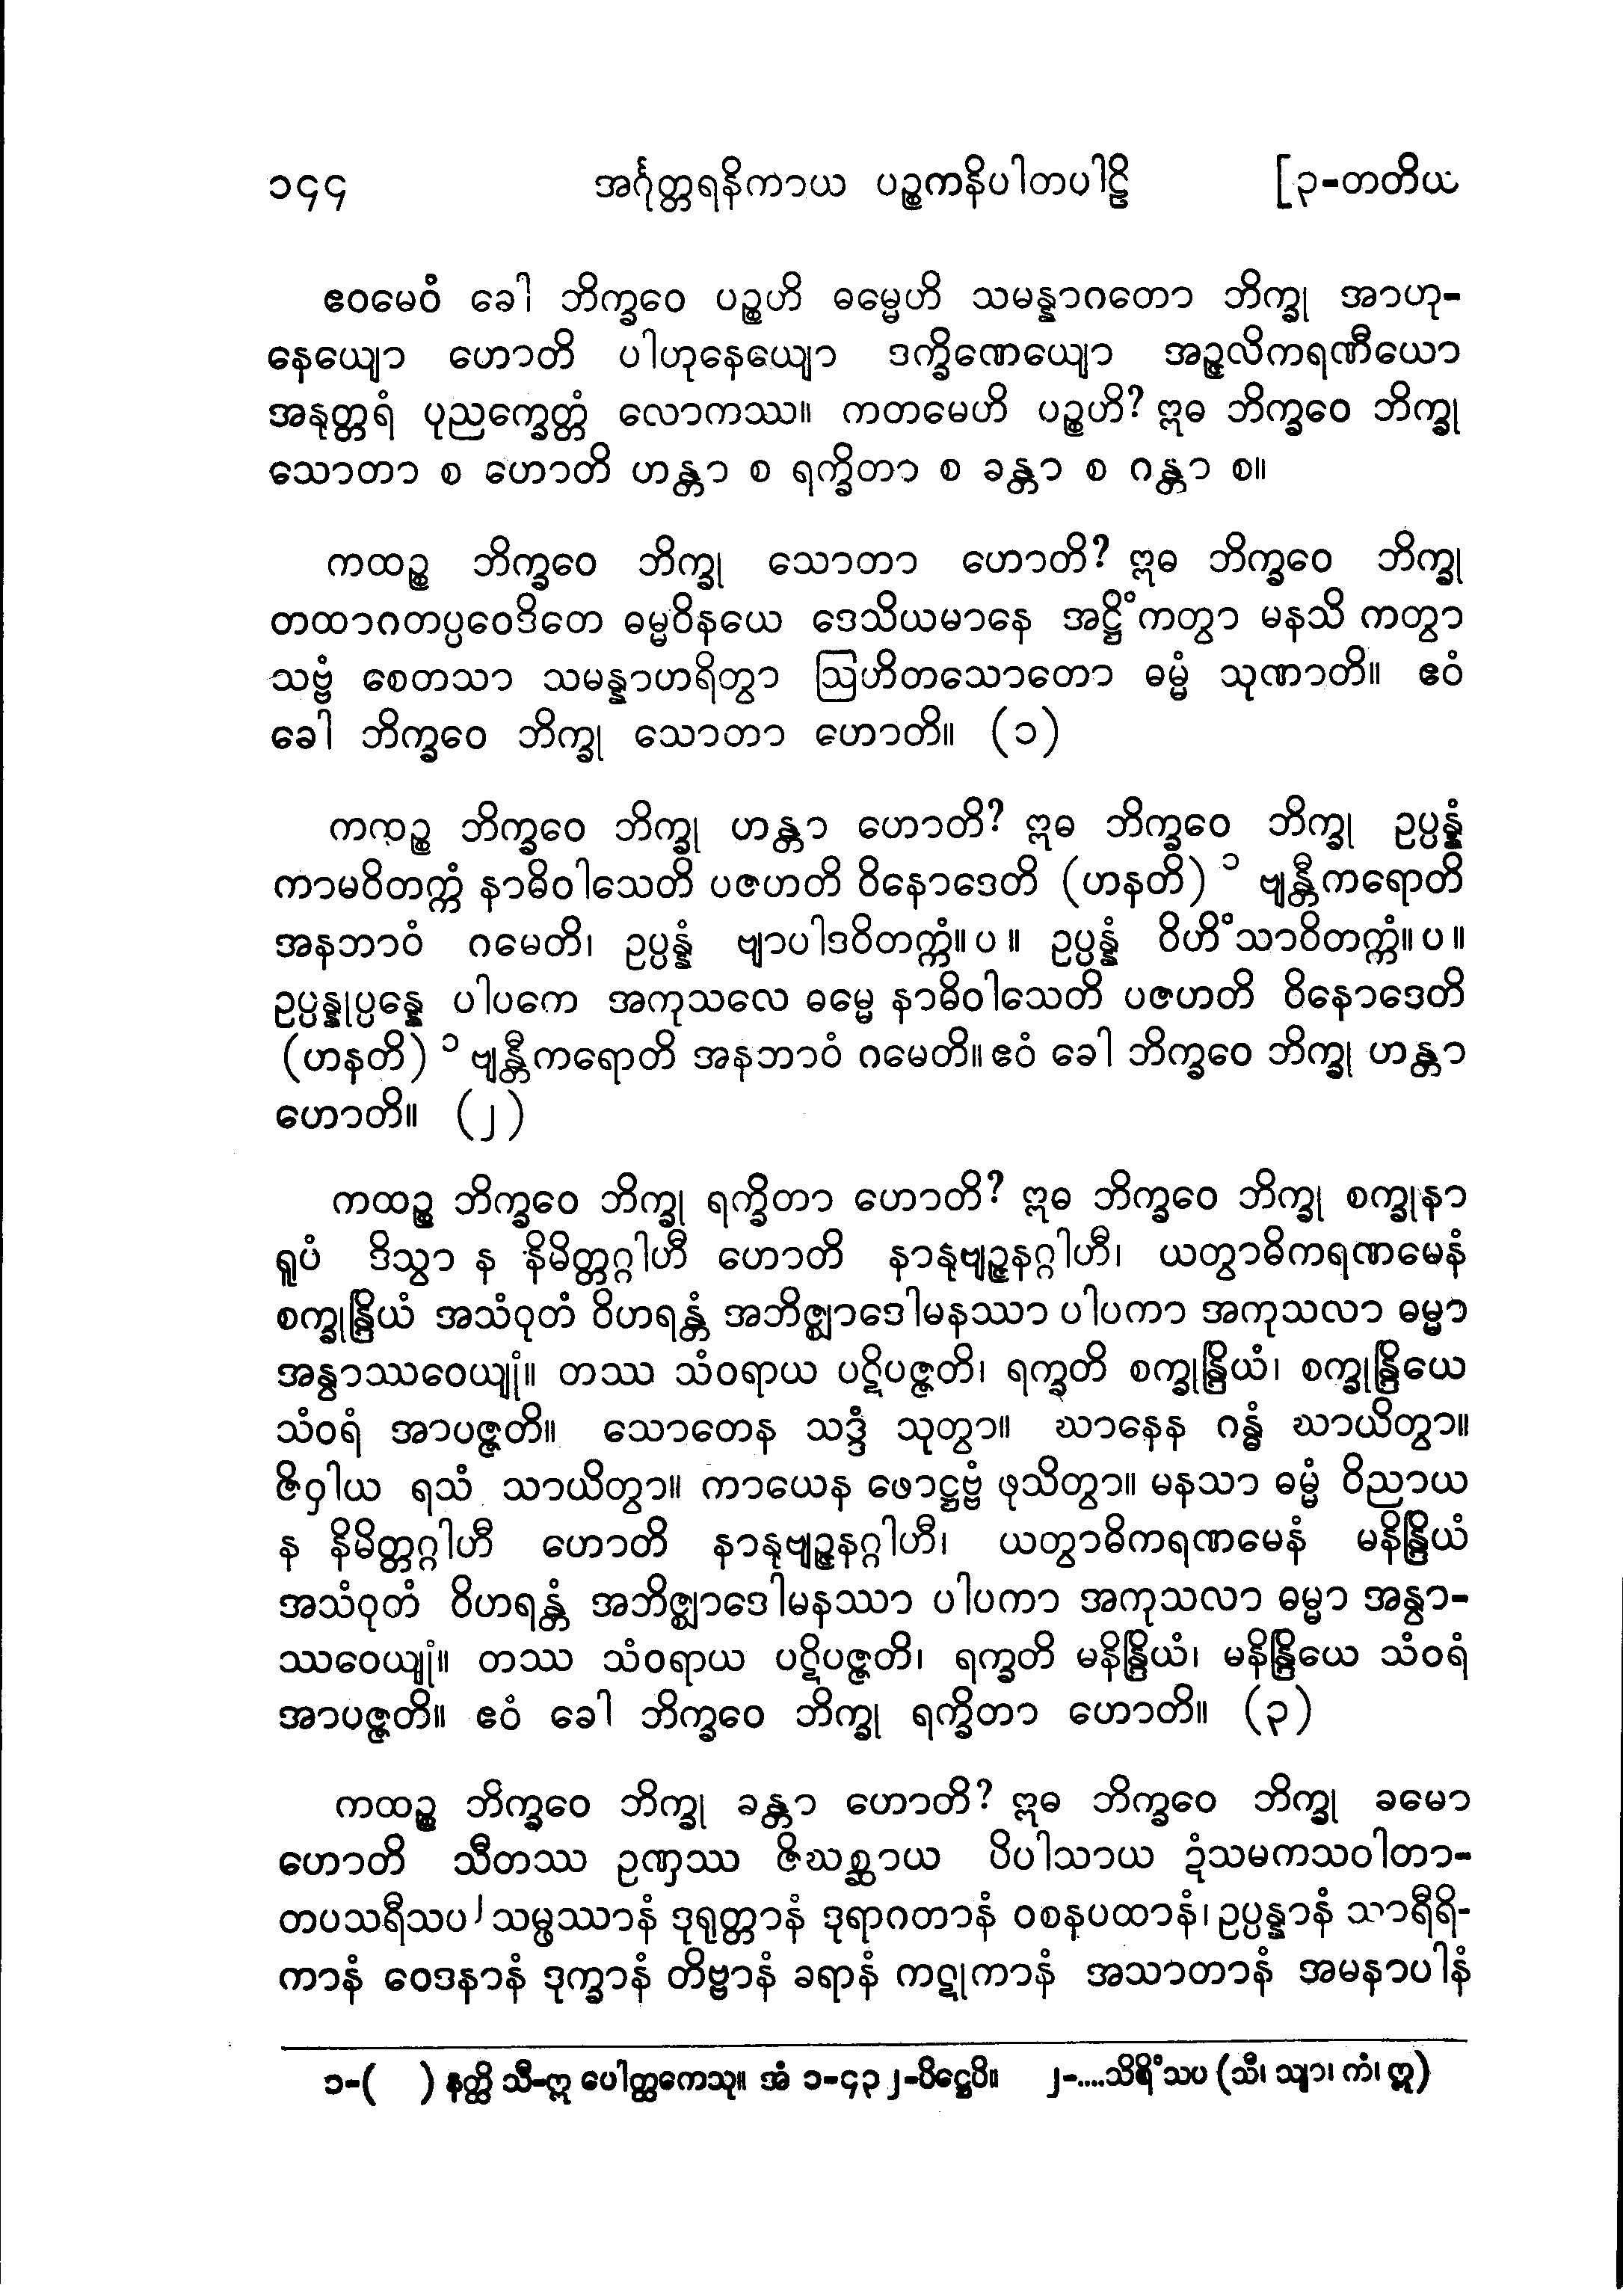 ၁၄၄ အင်္ဂုတ္တရနိကာယ ပဉ္စကနိပါတပါဠိ [၃-တတိယ
ဧဝမေဝံ ခေါ ဘိက္ခဝေ ပဉ္စဟိ ဓမ္မေဟိ သမန္နာဂတော ဘိက္ခု အာဟု-
နေယျော ဟောတိ ပါဟုနေယျော ဒက္ခိဏေယျော အဉ္ဇလိကရဏီယော
အနုတ္တရံ ပုညက္ခေတ္တံ လောကဿ။ ကတမေဟိ ပဉ္စဟိ? ဣဓ ဘိက္ခဝေ ဘိက္ခု
သောတာ စ ဟောတိ ဟန္တာ စ ရက္ခိတာ စ ခန္တာ စ ဂန္တာ စ။
ကထဉ္စ ဘိက္ခဝေ ဘိက္ခု သောတာ ဟောတိ? ဣဓ ဘိက္ခဝေ ဘိက္ခု
တထာဂတပ္ပဝေဒိတေ ဓမ္မဝိနယေ ဒေသိယမာနေ အဋ္ဌိံကတွာ မနသိ ကတွာ
သဗ္ဗံ စေတသာ သမန္နာဟရိတွာ ဩဟိတသောတော ဓမ္မံ သုဏာတိ။ ဧဝံ
ခေါ ဘိက္ခဝေ ဘိက္ခု သောတာ ဟောတိ။ (၁)
ကထဉ္စ ဘိက္ခဝေ ဘိက္ခု ဟန္တာ ဟောတိ? ဣဓ ဘိက္ခဝေ ဘိက္ခု ဥပ္ပန္နံ
ကာမဝိတက္ကံ နာဓိဝါသေတိ ပဇဟတိ ဝိနောဒေတိ (ဟနတိ) ၁ ဗျန္တီကရောတိ
အနဘာဝံ ဂမေတိ၊ ဥပ္ပန္နံ ဗျာပါဒဝိတက္ကံ။ပ။ ဥပ္ပန္နံ ဝိဟိံသာဝိတက္ကံ။ပ။
ဥပ္ပန္နုပ္ပန္နေ ပါပကေ အကုသလေ ဓမ္မေ နာဓိဝါသေတိ ပဇဟတိ ဝိနောဒေတိ
(ဟနတိ) ၁ ဗျန္တီကရောတိ အနဘာဝံ ဂမေတိ။ ဧဝံ ခေါ ဘိက္ခဝေ ဘိက္ခု ဟန္တာ
ဟောတိ။ (၂)
ကထဉ္စ ဘိက္ခဝေ ဘိက္ခု ရက္ခိတာ ဟောတိ? ဣဓ ဘိက္ခဝေ ဘိက္ခု စက္ခုနာ
ရူပံ ဒိသွာ န နိမိတ္တဂ္ဂါဟီ ဟောတိ နာနုဗျဉ္ဇနဂ္ဂါဟီ၊ ယတွာဓိကရဏမေနံ
စက္ခုန္ဒြိယံ အသံဝုတံ ဝိဟရန္တံ အဘိဇ္ဈာဒေါမနဿာ ပါပကာ အကုသလာ ဓမ္မာ
အနွာဿဝေယျုံ။ တဿ သံဝရာယ ပဋိပဇ္ဇတိ၊ ရက္ခတိ စက္ခုန္ဒြိယံ၊ စက္ခုန္ဒြိယေ
သံဝရံ အာပဇ္ဇတိ။ သောတေန သဒ္ဒံ သုတွာ။ ဃာနေန ဂန္ဓံ ဃာယိတွာ။
ဇိဝှါယ ရသံ သာယိတွာ။ ကာယေန ဖောဋ္ဌဗ္ဗံ ဖုသိတွာ။ မနသာ ဓမ္မံ ဝိညာယ
န နိမိတ္တဂ္ဂါဟီ ဟောတိ နာနုဗျဉ္ဇနဂ္ဂါဟီ၊ ယတွာဓိကရဏမေနံ မနိန္ဒြိယံ
အသံဝုတံ ဝိဟရန္တံ အဘိဇ္ဈာဒေါမနဿာ ပါပကာ အကုသလာ ဓမ္မာ အနွာ-
ဿဝေယျုံ။ တဿ သံဝရာယ ပဋိပဇ္ဇတိ၊ ရက္ခတိ မနိန္ဒြိယံ၊ မနိန္ဒြိယေ သံဝရံ
အာပဇ္ဇတိ။ ဧဝံ ခေါ ဘိက္ခဝေ ဘိက္ခု ရက္ခိတာ ဟောတိ။ (၃)
ကထဉ္စ ဘိက္ခဝေ ဘိက္ခု ခန္တာ ဟောတိ? ဣဓ ဘိက္ခဝေ ဘိက္ခု ခမော
ဟောတိ သီတဿ ဥဏှဿ ဇိဃစ္ဆာယ ပိပါသာယ ဍံသမကသဝါတာ-
တပသရီသပ၂ သမ္ဖဿာနံ ဒုရုတ္တာနံ ဒုရာဂတာနံ ဝစနပထာနံ၊ ဥပ္ပန္နာနံ သာရီရိ-
ကာနံ ဝေဒနာနံ ဒုက္ခာနံ တိဗ္ဗာနံ ခရာနံ ကဋုကာနံ အသာတာနံ အမနာပါနံ
၁-( ) နတ္ထိ သီ-ဣ ပေါတ္ထကေသု။ အံ ၁-၄၃၂-ပိဋ္ဌေပိ။ ၂-....သိရိံသပ (သီ၊ သျာ၊ ကံ၊ ဣ)